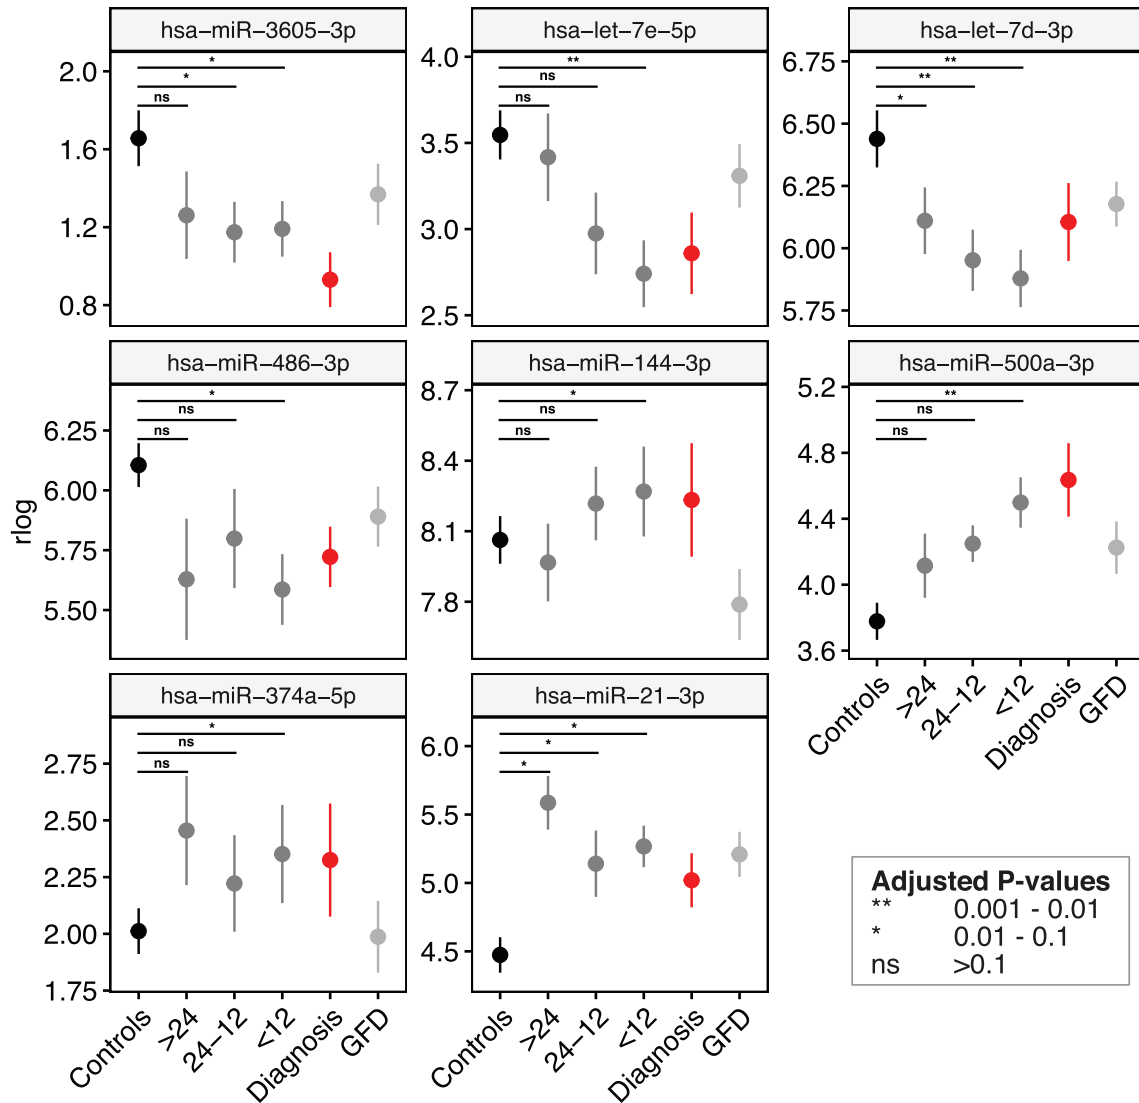 hsa−miR−3605−3p
hsa−let−7e−5p
hsa−let−7d−3p
2.0
1.6
1.2
0.8
*
*
ns
4.0
3.5
3.0
2.5
**
ns
ns
6.75
6.50
6.25
6.00
5.75
**
**
*
hsa−miR−486−3p
hsa−miR−144−3p
hsa−miR−500a−3p
rlog
6.25
6.00
5.75
5.50
*
ns
ns
8.7
8.4
8.1
7.8
*
ns
ns
5.2
4.8
4.4
4.0
3.6
**
ns
ns
Controls
>24
24−12
<12
Diagnosis
GFD
hsa−miR−374a−5p
hsa−miR−21−3p
2.75
2.50
2.25
2.00
1.75
*
ns
ns
6.0
5.5
5.0
4.5
*
*
*
Controls
>24
24−12
<12
Diagnosis
GFD
Controls
>24
24−12
<12
Diagnosis
GFD
Adjusted P-values
** 0.001 - 0.01
* 0.01 - 0.1
ns >0.1